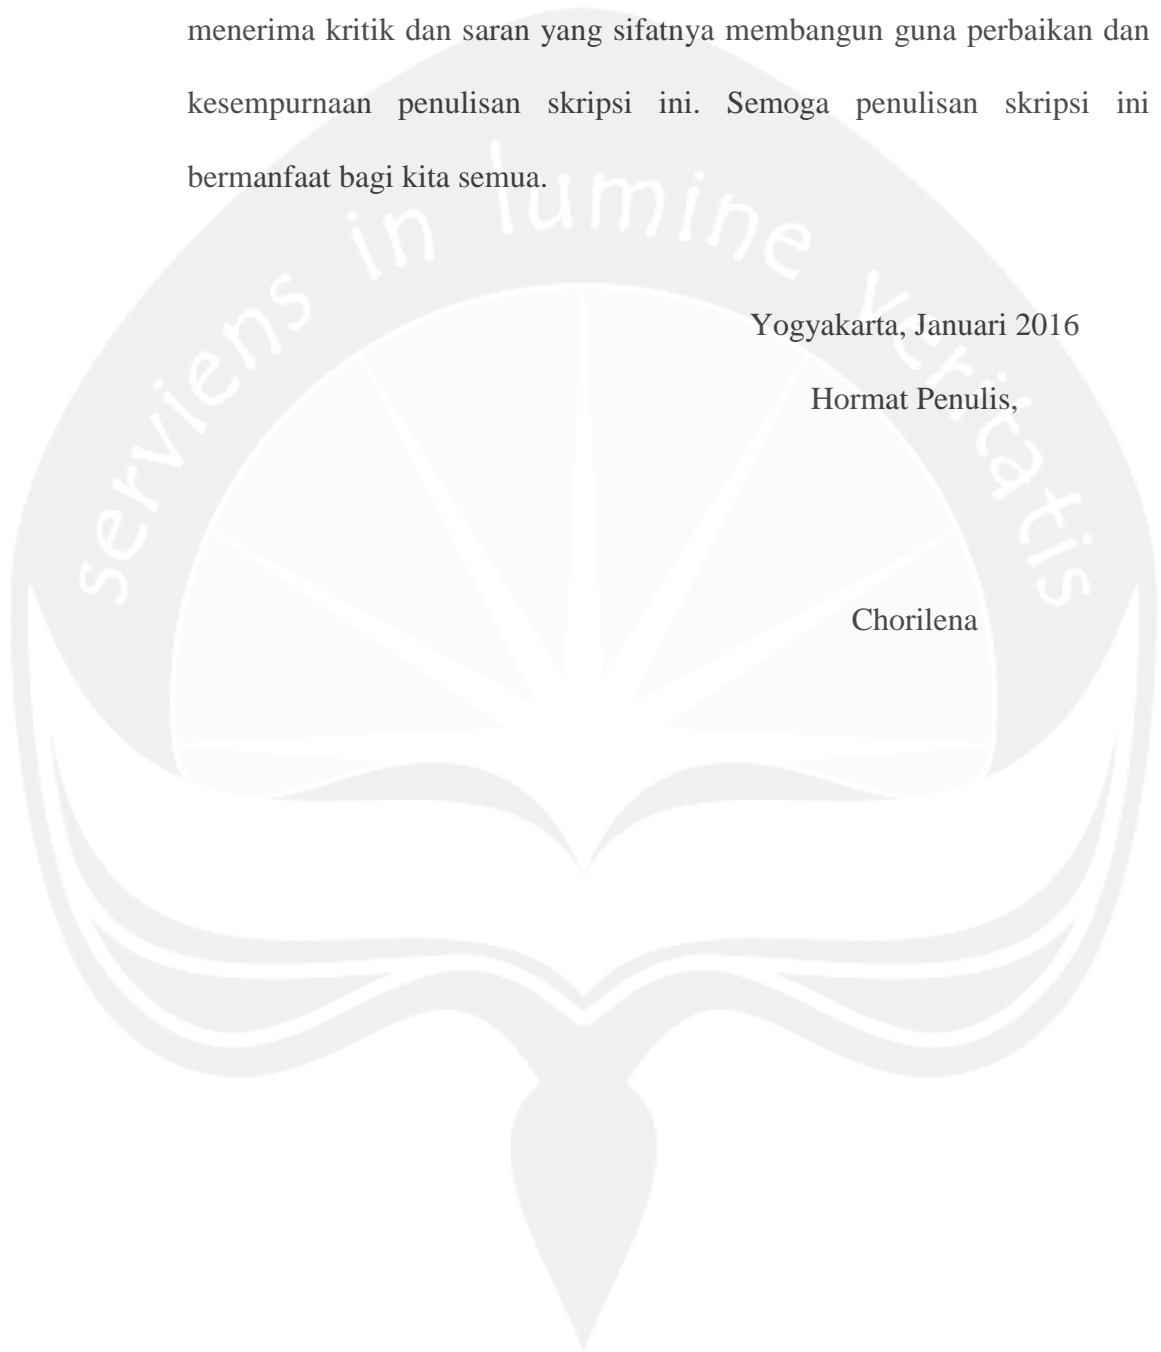 menerima kritik dan saran yang sifatnya membangun guna perbaikan dan
kesempurnaan penulisan skripsi ini. Semoga penulisan skripsi ini
bermanfaat bagi kita semua.
serviens in lumine veritatis
Yogyakarta, Januari 2016
Hormat Penulis,
Chorilena